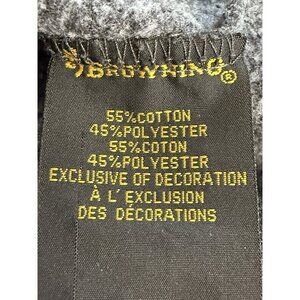 BROWNING®
55%COTTON
45%POLYESTER
55%COTON
45%POLYESTER
EXCLUSIVE OF DECORATION
À L'EXCLUSION
DES DÉCORATIONS